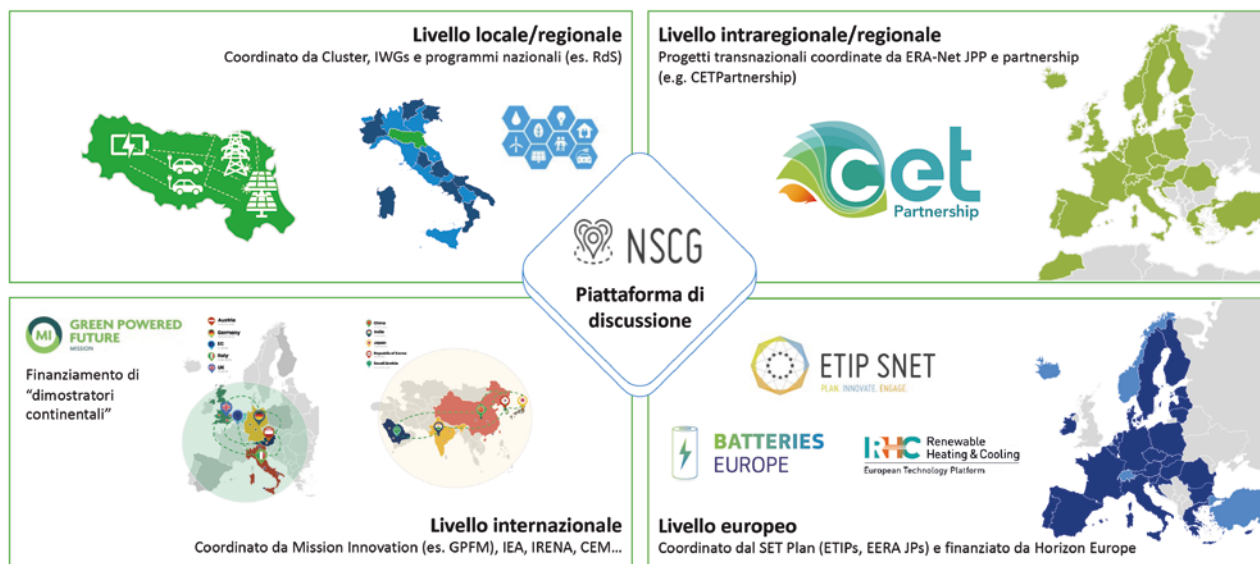 Livello locale/regionale
Coordinato da Cluster, IWGs e programmi nazionali (es. RdS)
Livello intraregionale/regionale
Progetti transnazionali coordinate da ERA-Net JPP e partnership
(e.g. CETPartnership)
cet
Partnership
NSCG
Piattaforma di
discussione
MI
GREEN POWERED
FUTURE
MISSION
Finanziamento di
“dimostratori
continentali”
Austria
Germany
EC
Italy
UK
China
India
Japan
Republic of Korea
Saudi Arabia
Livello internazionale
Coordinato da Mission Innovation (es. GPFM), IEA, IRENA, CEM...
ETIP SNET
PLAN. INNOVATE. ENGAGE.
BATTERIES
EUROPE
RHC
Renewable
Heating & Cooling
European Technology Platform
Livello europeo
Coordinato dal SET Plan (ETIPs, EERA JPs) e finanziato da Horizon Europe